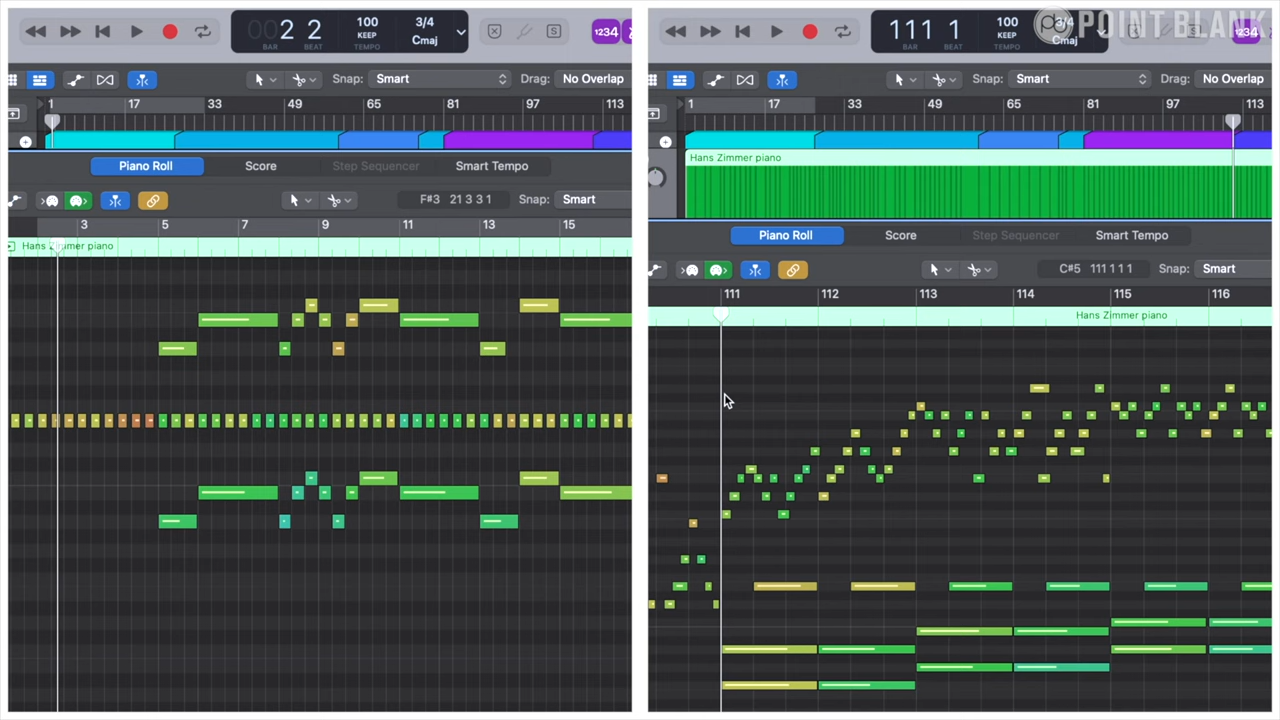 002 2
BAR BEAT
100
KEEP
TEMPO
3/4
Cmaj
S
1234
Snap: Smart
Drag: No Overlap
1 17 33 49 65 81 97 113
Piano Roll Score Step Sequencer Smart Tempo
F#3 21 3 3 1
Snap: Smart
3 5 7 9 11 13 15
Hans Zimmer piano
111 1
BAR BEAT
100
KEEP
TEMPO
3/4
Cmaj
POINT BLANK
1234
Snap: Smart
Drag: No Overlap
1 17 33 49 65 81 97 113
Hans Zimmer piano
Piano Roll Score Step Sequencer Smart Tempo
C#5 111 1 1 1
Snap: Smart
111 112 113 114 115 116
Hans Zimmer piano